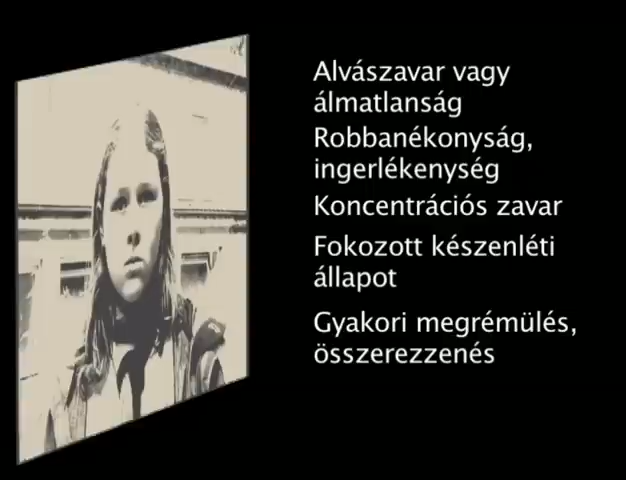 Alvászavar vagy
álmatlanság
Robbanékonyság,
ingerlékenység
Koncentrációs zavar
Fokozott készenléti
állapot
Gyakori megrémülés,
összerezzenés